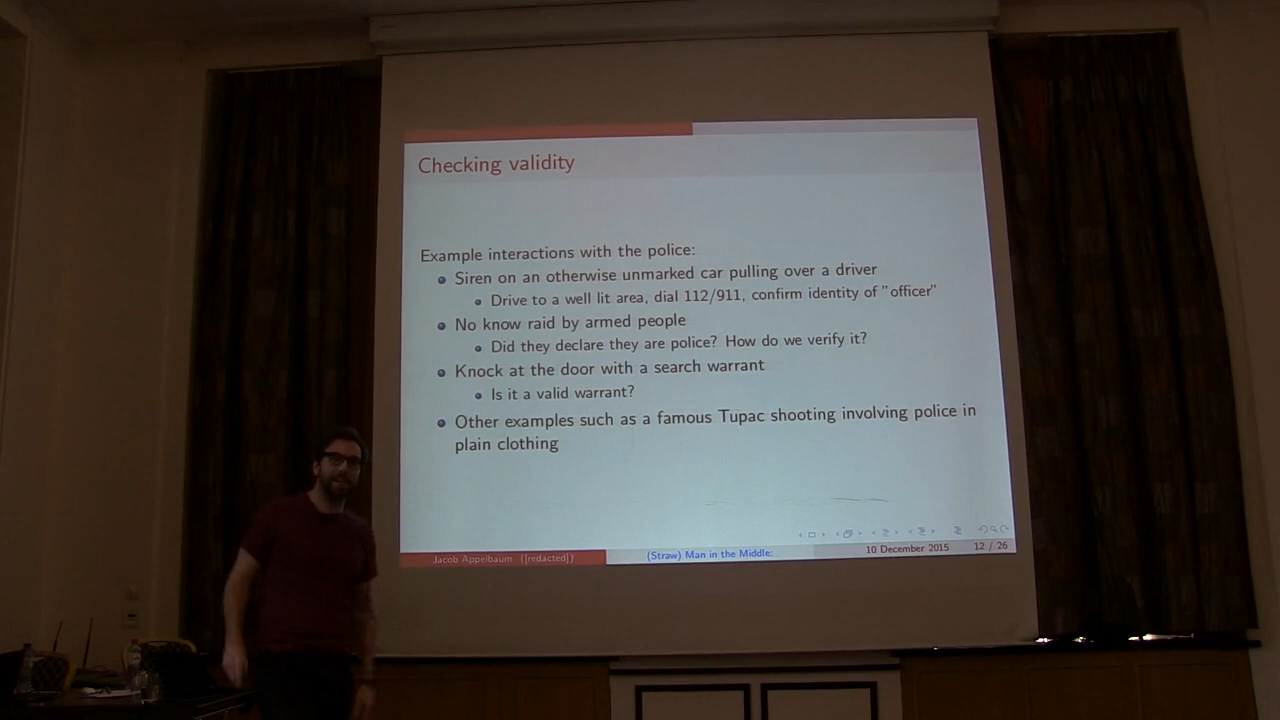 Checking validity
Example interactions with the police:
Siren on an otherwise unmarked car pulling over a driver
Drive to a well lit area, dial 112/911, confirm identity of "officer"
No know raid by armed people
Did they declare they are police? How do we verify it?
Knock at the door with a search warrant
Is it a valid warrant?
Other examples such as a famous Tupac shooting involving police in
plain clothing
Jacob Appelbaum ([redacted]) (Straw) Man in the Middle: 10 December 2015 12 / 26